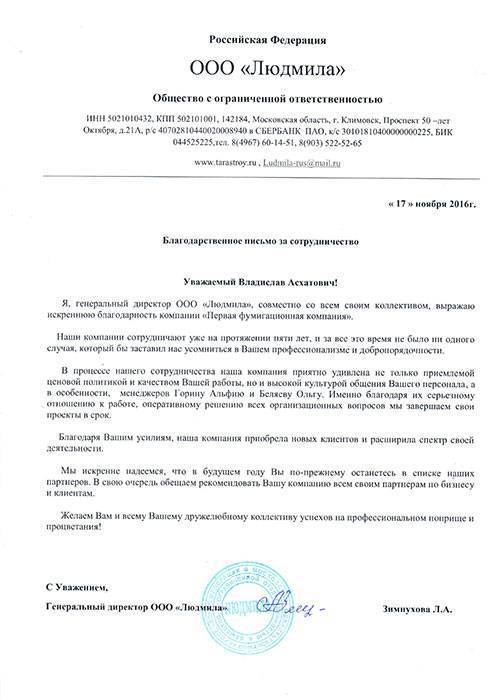 Российская Федерация
ООО «Людмила»
Общество с ограниченной ответственностью
ИНН 5021010432, КПП 502101001, 142184, Московская область, г. Климовск, Проспект 50 –лет
Октября, д.21А, р/с 40702810440020008940 в СБЕРБАНК ПАО, к/с 30101810400000000225, БИК
044525225,тел. 8(4967) 60-14-51, 8(903) 522-52-65
www.tarastroy.ru , Ludmila-rus@mail.ru
« 17 » ноября 2016г.
Благодарственное письмо за сотрудничество
Уважаемый Владислав Асхатович!
Я, генеральный директор ООО «Людмила», совместно со всем своим коллективом, выражаю
искреннюю благодарность компании «Первая фумигационная компания».
Наши компании сотрудничают уже на протяжении пяти лет, и за все это время не было ни одного
случая, который бы заставил нас усомниться в Вашем профессионализме и добропорядочности.
В процессе нашего сотрудничества наша компания приятно удивлена не только приемлемой
ценовой политикой и качеством Вашей работы, но и высокой культурой общения Вашего персонала, а
в особенности, менеджеров Горину Альфию и Беляеву Ольгу. Именно благодаря их серьезному
отношению к работе, оперативному решению всех организационных вопросов мы завершаем свои
проекты в срок.
Благодаря Вашим усилиям, наша компания приобрела новых клиентов и расширила спектр своей
деятельности.
Мы искренне надеемся, что в будущем году Вы по-прежнему останетесь в списке наших
партнеров. В свою очередь обещаем рекомендовать Вашу компанию всем своим партнерам по бизнесу
и клиентам.
Желаем Вам и всему Вашему дружелюбному коллективу успехов на профессиональном поприще и
процветания!
С Уважением,
Генеральный директор ООО «Людмила»
Зимнухова Л.А.